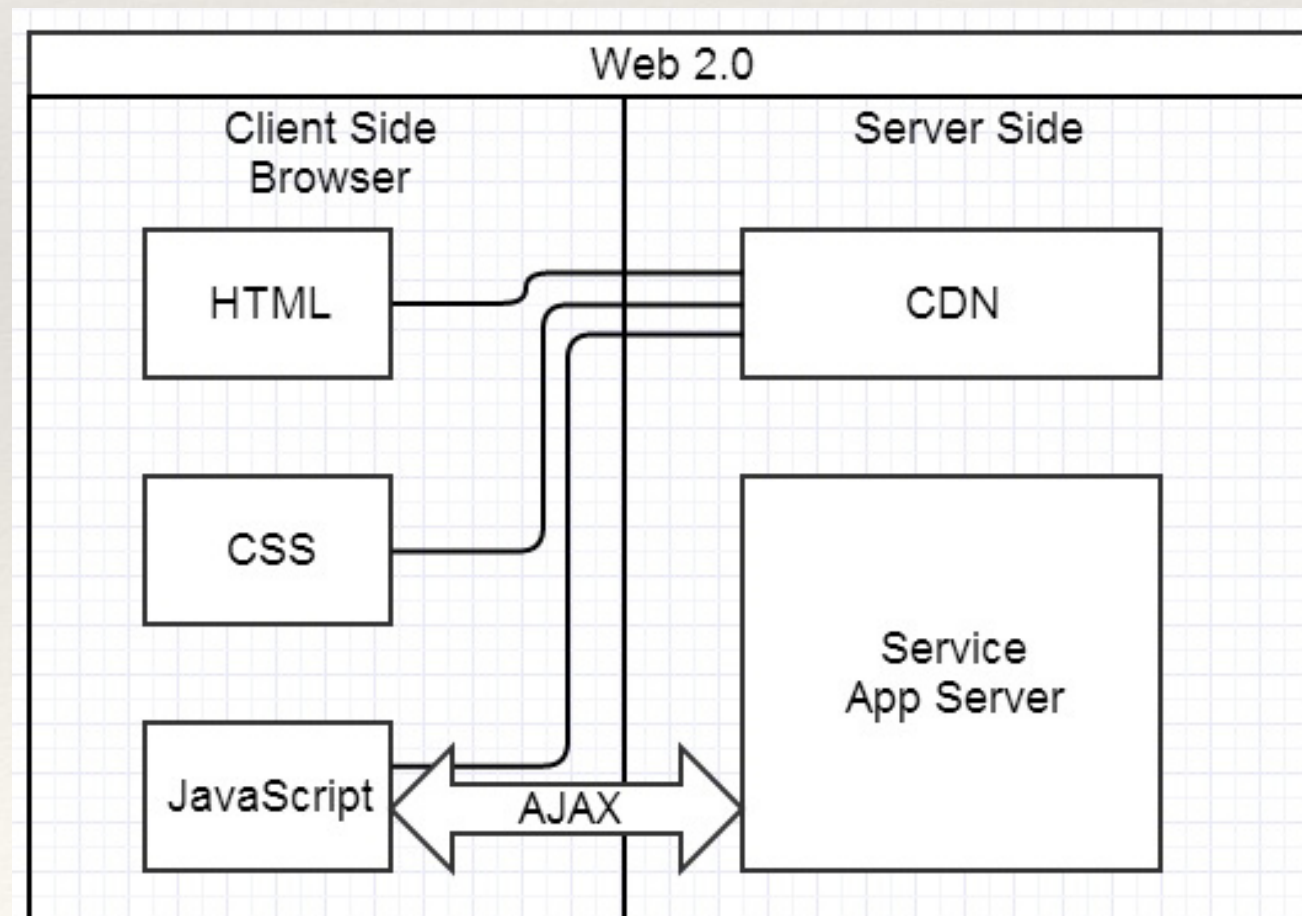 Web 2.0
Client Side
Browser
Server Side
HTML
CDN
CSS
Service
App Server
JavaScript
AJAX